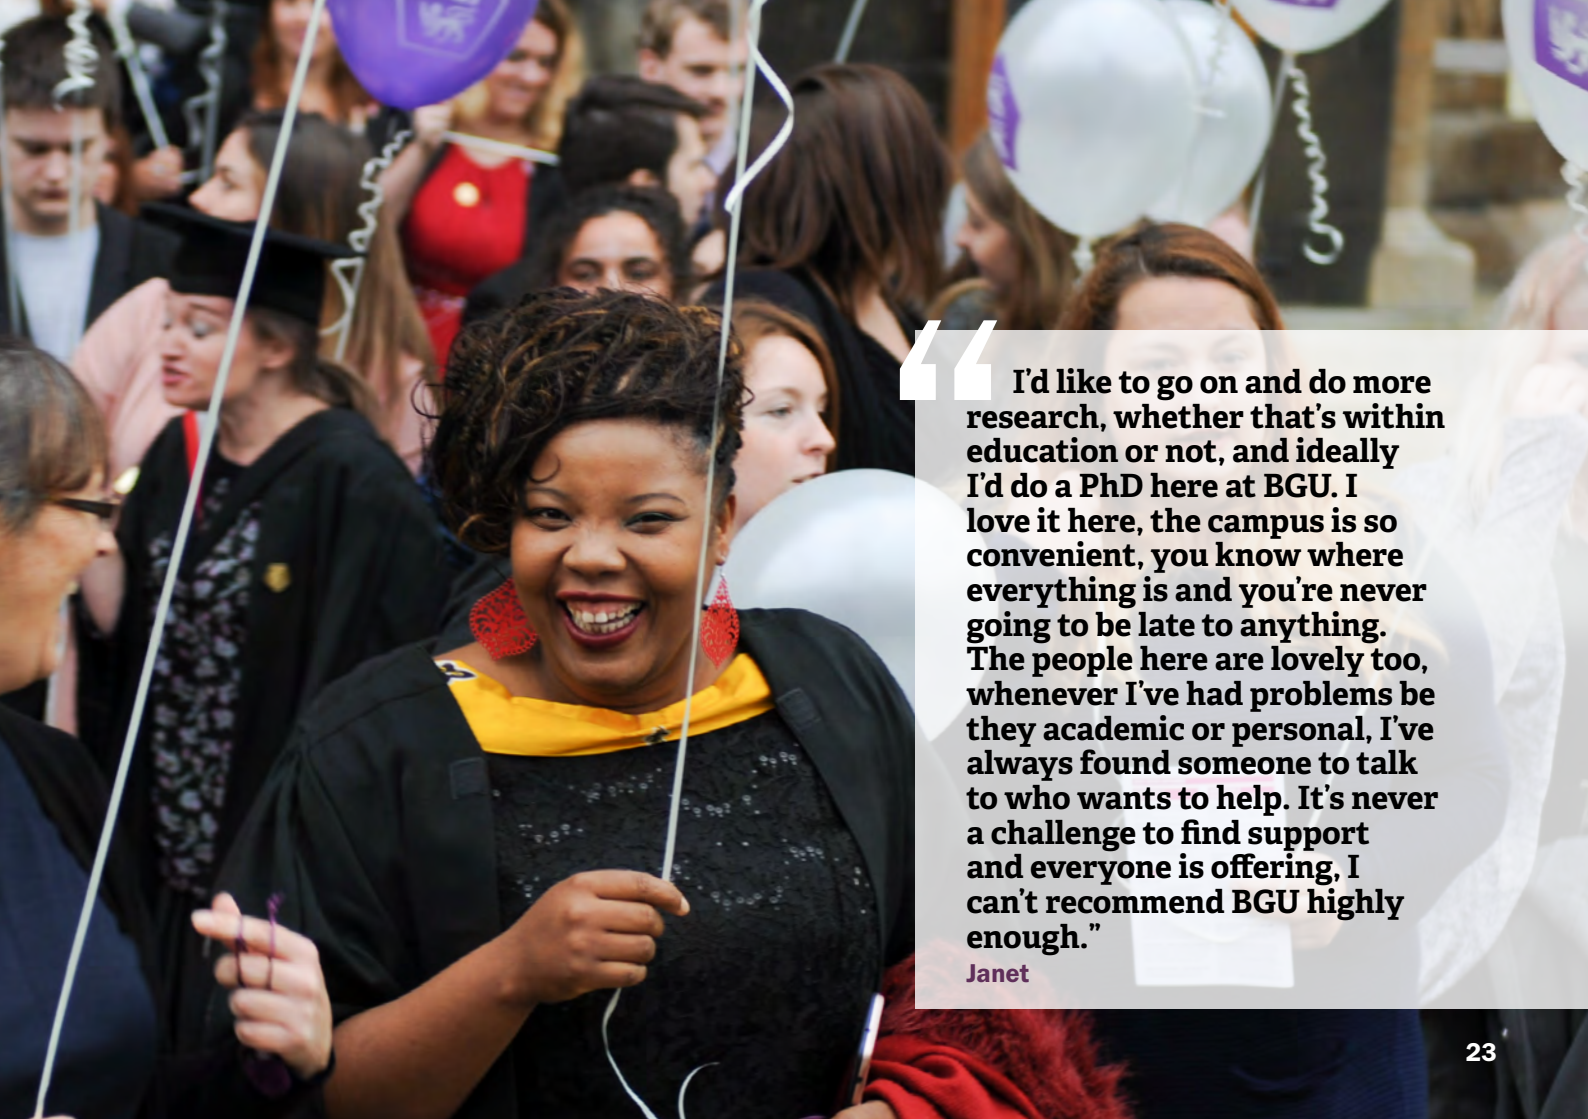 “
I’d like to go on and do more
research, whether that’s within
education or not, and ideally
I’d do a PhD here at BGU. I
love it here, the campus is so
convenient, you know where
everything is and you’re never
going to be late to anything.
The people here are lovely too,
whenever I’ve had problems be
they academic or personal, I’ve
always found someone to talk
to who wants to help. It’s never
a challenge to find support
and everyone is offering, I
can’t recommend BGU highly
enough.”
Janet
23